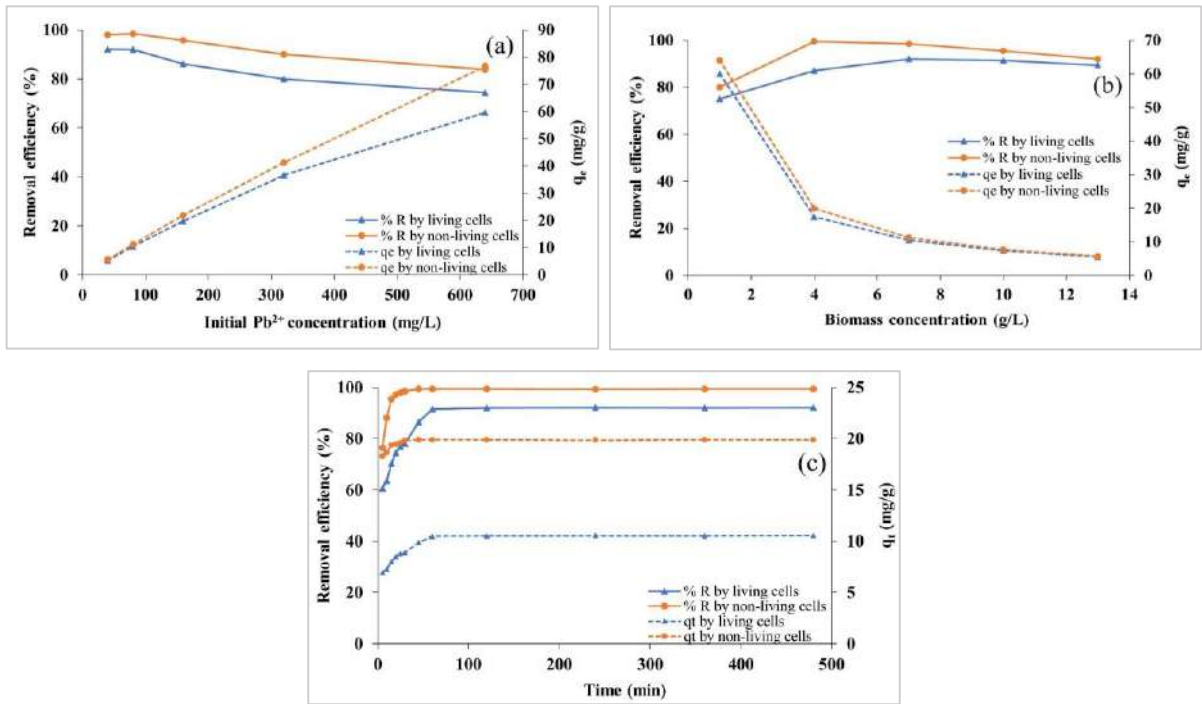 (a)
Removal efficiency (%)
100
80
60
40
20
0
90
80
70
60
50
40
30
20
10
0
qe (mg/g)
% R by living cells
% R by non-living cells
qe by living cells
qe by non-living cells
0 100 200 300 400 500 600 700
Initial Pb²⁺ concentration (mg/L)
(b)
Removal efficiency (%)
100
80
60
40
20
0
70
60
50
40
30
20
10
0
qe (mg/g)
% R by living cells
% R by non-living cells
qe by living cells
qe by non-living cells
0 2 4 6 8 10 12 14
Biomass concentration (g/L)
(c)
Removal efficiency (%)
100
80
60
40
20
0
25
20
15
10
5
0
qt (mg/g)
% R by living cells
% R by non-living cells
qt by living cells
qt by non-living cells
0 100 200 300 400 500
Time (min)